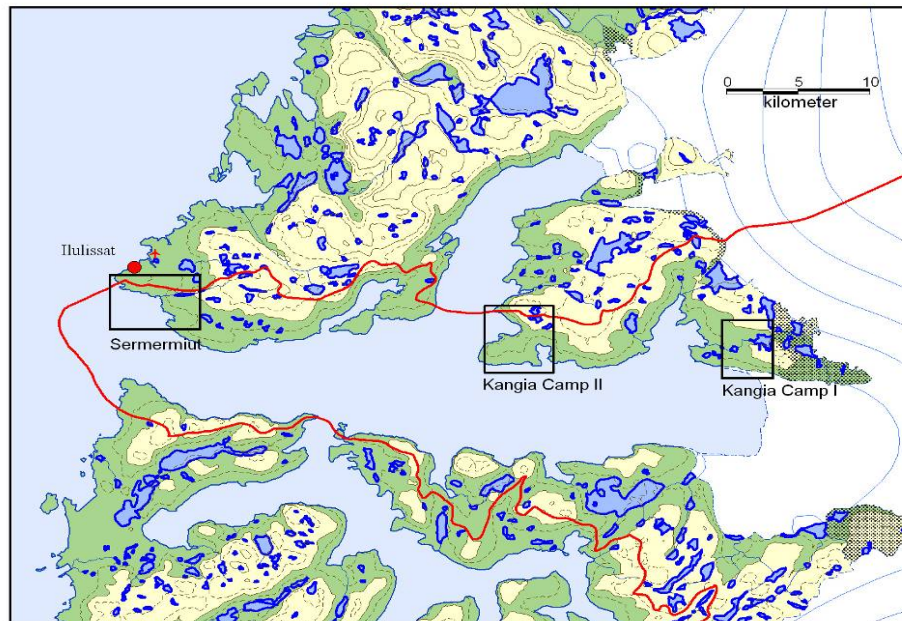 0 5 10
kilometer
Ilulissat
Sermermiut
Kangia Camp II
Kangia Camp I